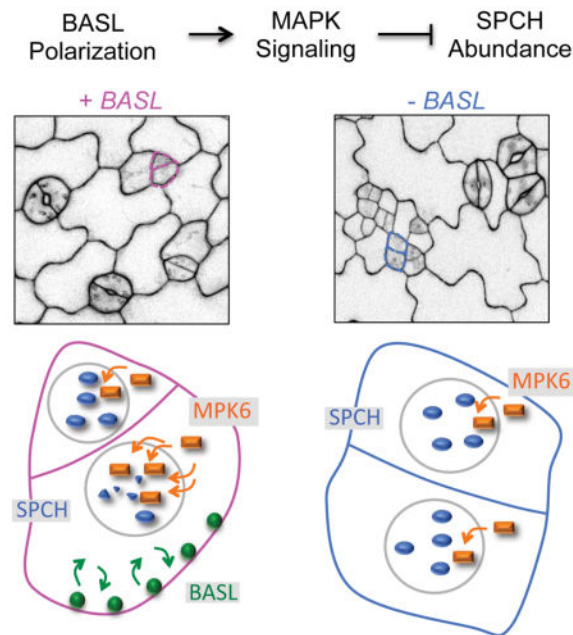 BASL
Polarization
MAPK
Signaling
SPCH
Abundance
+ BASL
- BASL
MPK6
SPCH
BASL
MPK6
SPCH